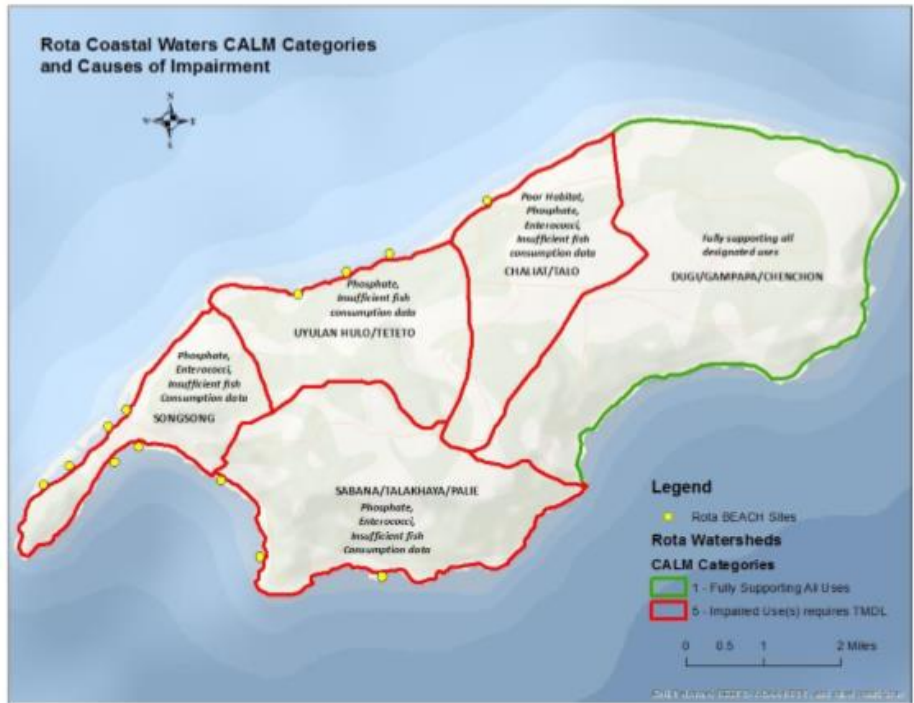 Rota Coastal Waters CALM Categories
and Causes of Impairment
N
W
E
S
Poor Habitat,
Phosphate,
Enterococci,
Insufficient fish
consumption data
CHALIAT/TALO
Fully supporting all
designated uses
DUGI/GAMPAPA/CHENCHON
Phosphate,
Insufficient fish
consumption data
UYULAN HULO/TETETO
Phosphate,
Enterococci,
Insufficient fish
Consumption data
SONGSONG
SABANA/TALAKHAYA/PALIE
Phosphate,
Enterococci,
Insufficient fish
Consumption data
Legend
Rota BEACH Sites
Rota Watersheds
CALM Categories
1 - Fully Supporting All Uses
5 - Impaired Use(s) requires TMDL
0 0.5 1 2 Miles